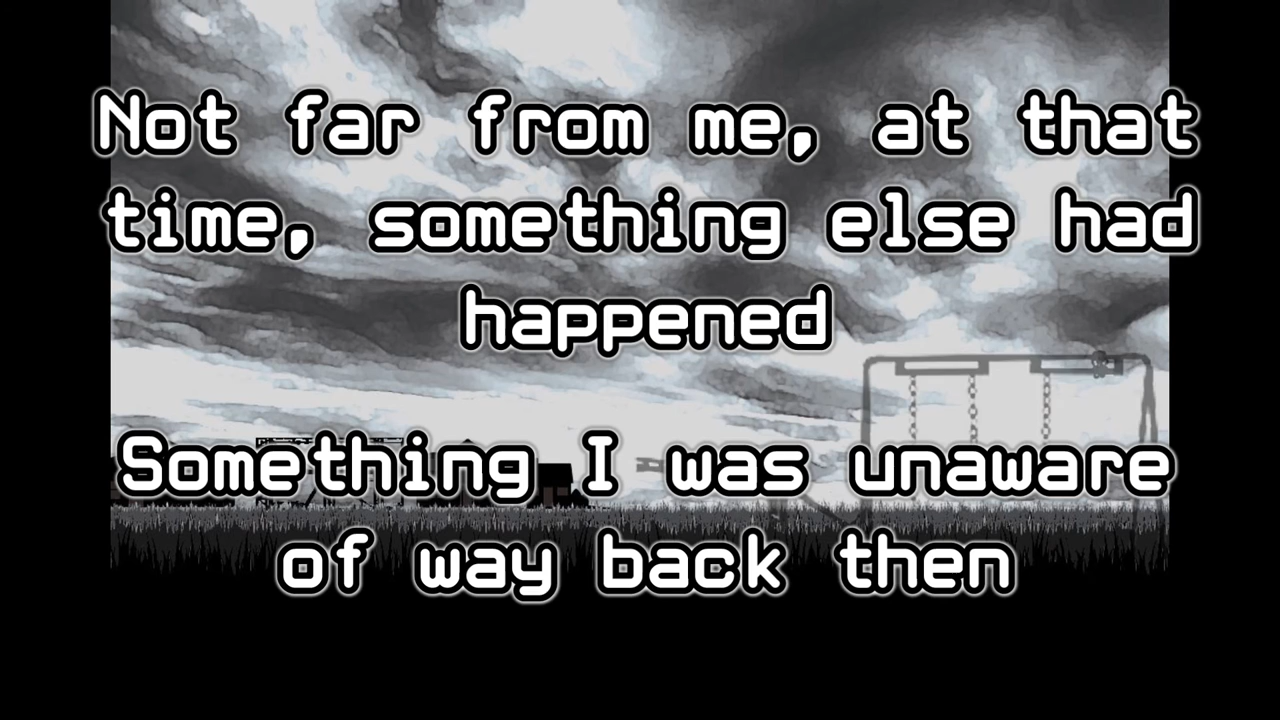 Not far from me, at that
time, something else had
happened
Something I was unaware
of way back then